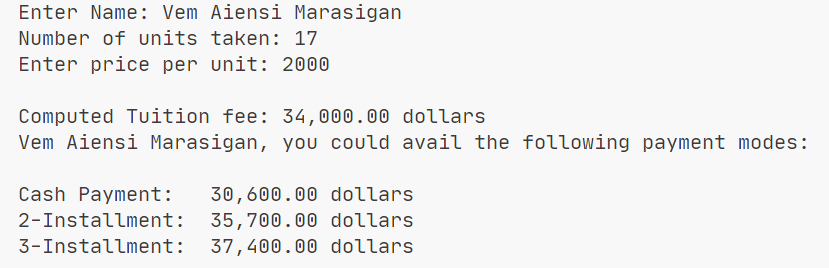 Enter Name: Vem Aiensi Marasigan
Number of units taken: 17
Enter price per unit: 2000
Computed Tuition fee: 34,000.00 dollars
Vem Aiensi Marasigan, you could avail the following payment modes:
Cash Payment:   30,600.00 dollars
2-Installment:  35,700.00 dollars
3-Installment:  37,400.00 dollars